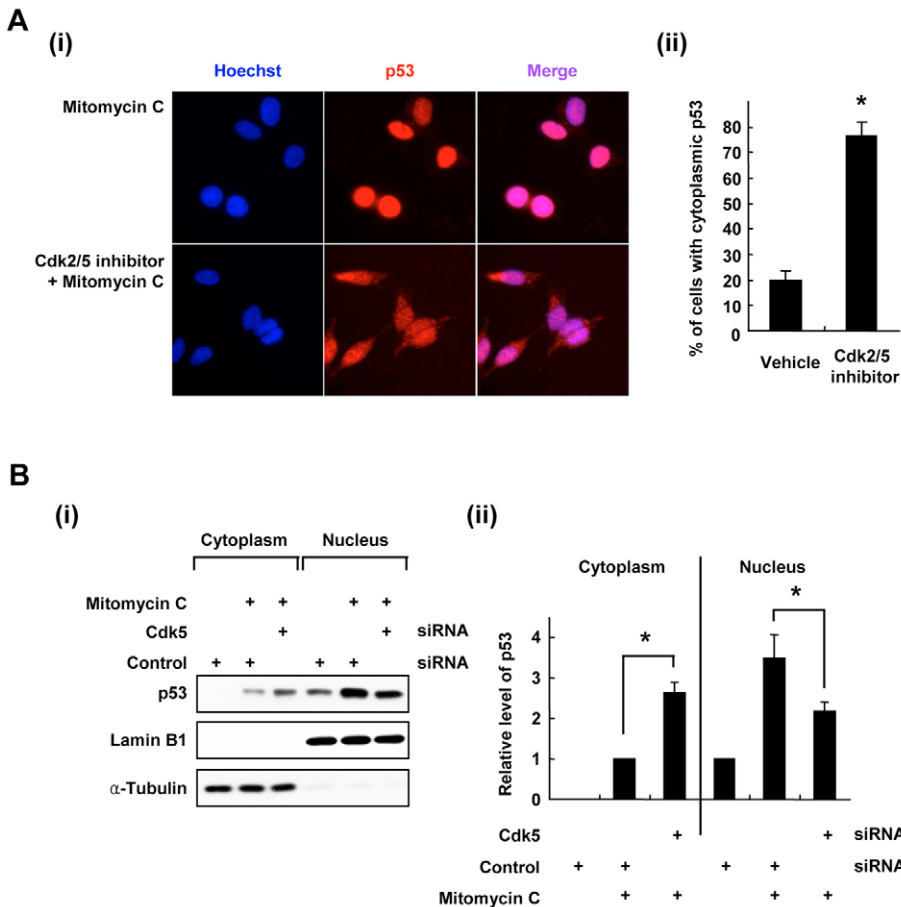 A
(i)
(ii)
Hoechst p53 Merge
Mitomycin C
Cdk2/5 inhibitor
+ Mitomycin C
% of cells with cytoplasmic p53
80
70
60
50
40
30
20
10
0
*
Vehicle
Cdk2/5
inhibitor
B
(i)
Cytoplasm Nucleus
Mitomycin C + + + +
Cdk5 + + siRNA
Control + + + + siRNA
p53
Lamin B1
α-Tubulin
(ii)
Cytoplasm Nucleus
Relative level of p53
4
3
2
1
0
* *
Cdk5 + + siRNA
Control + + + + siRNA
Mitomycin C + + + +